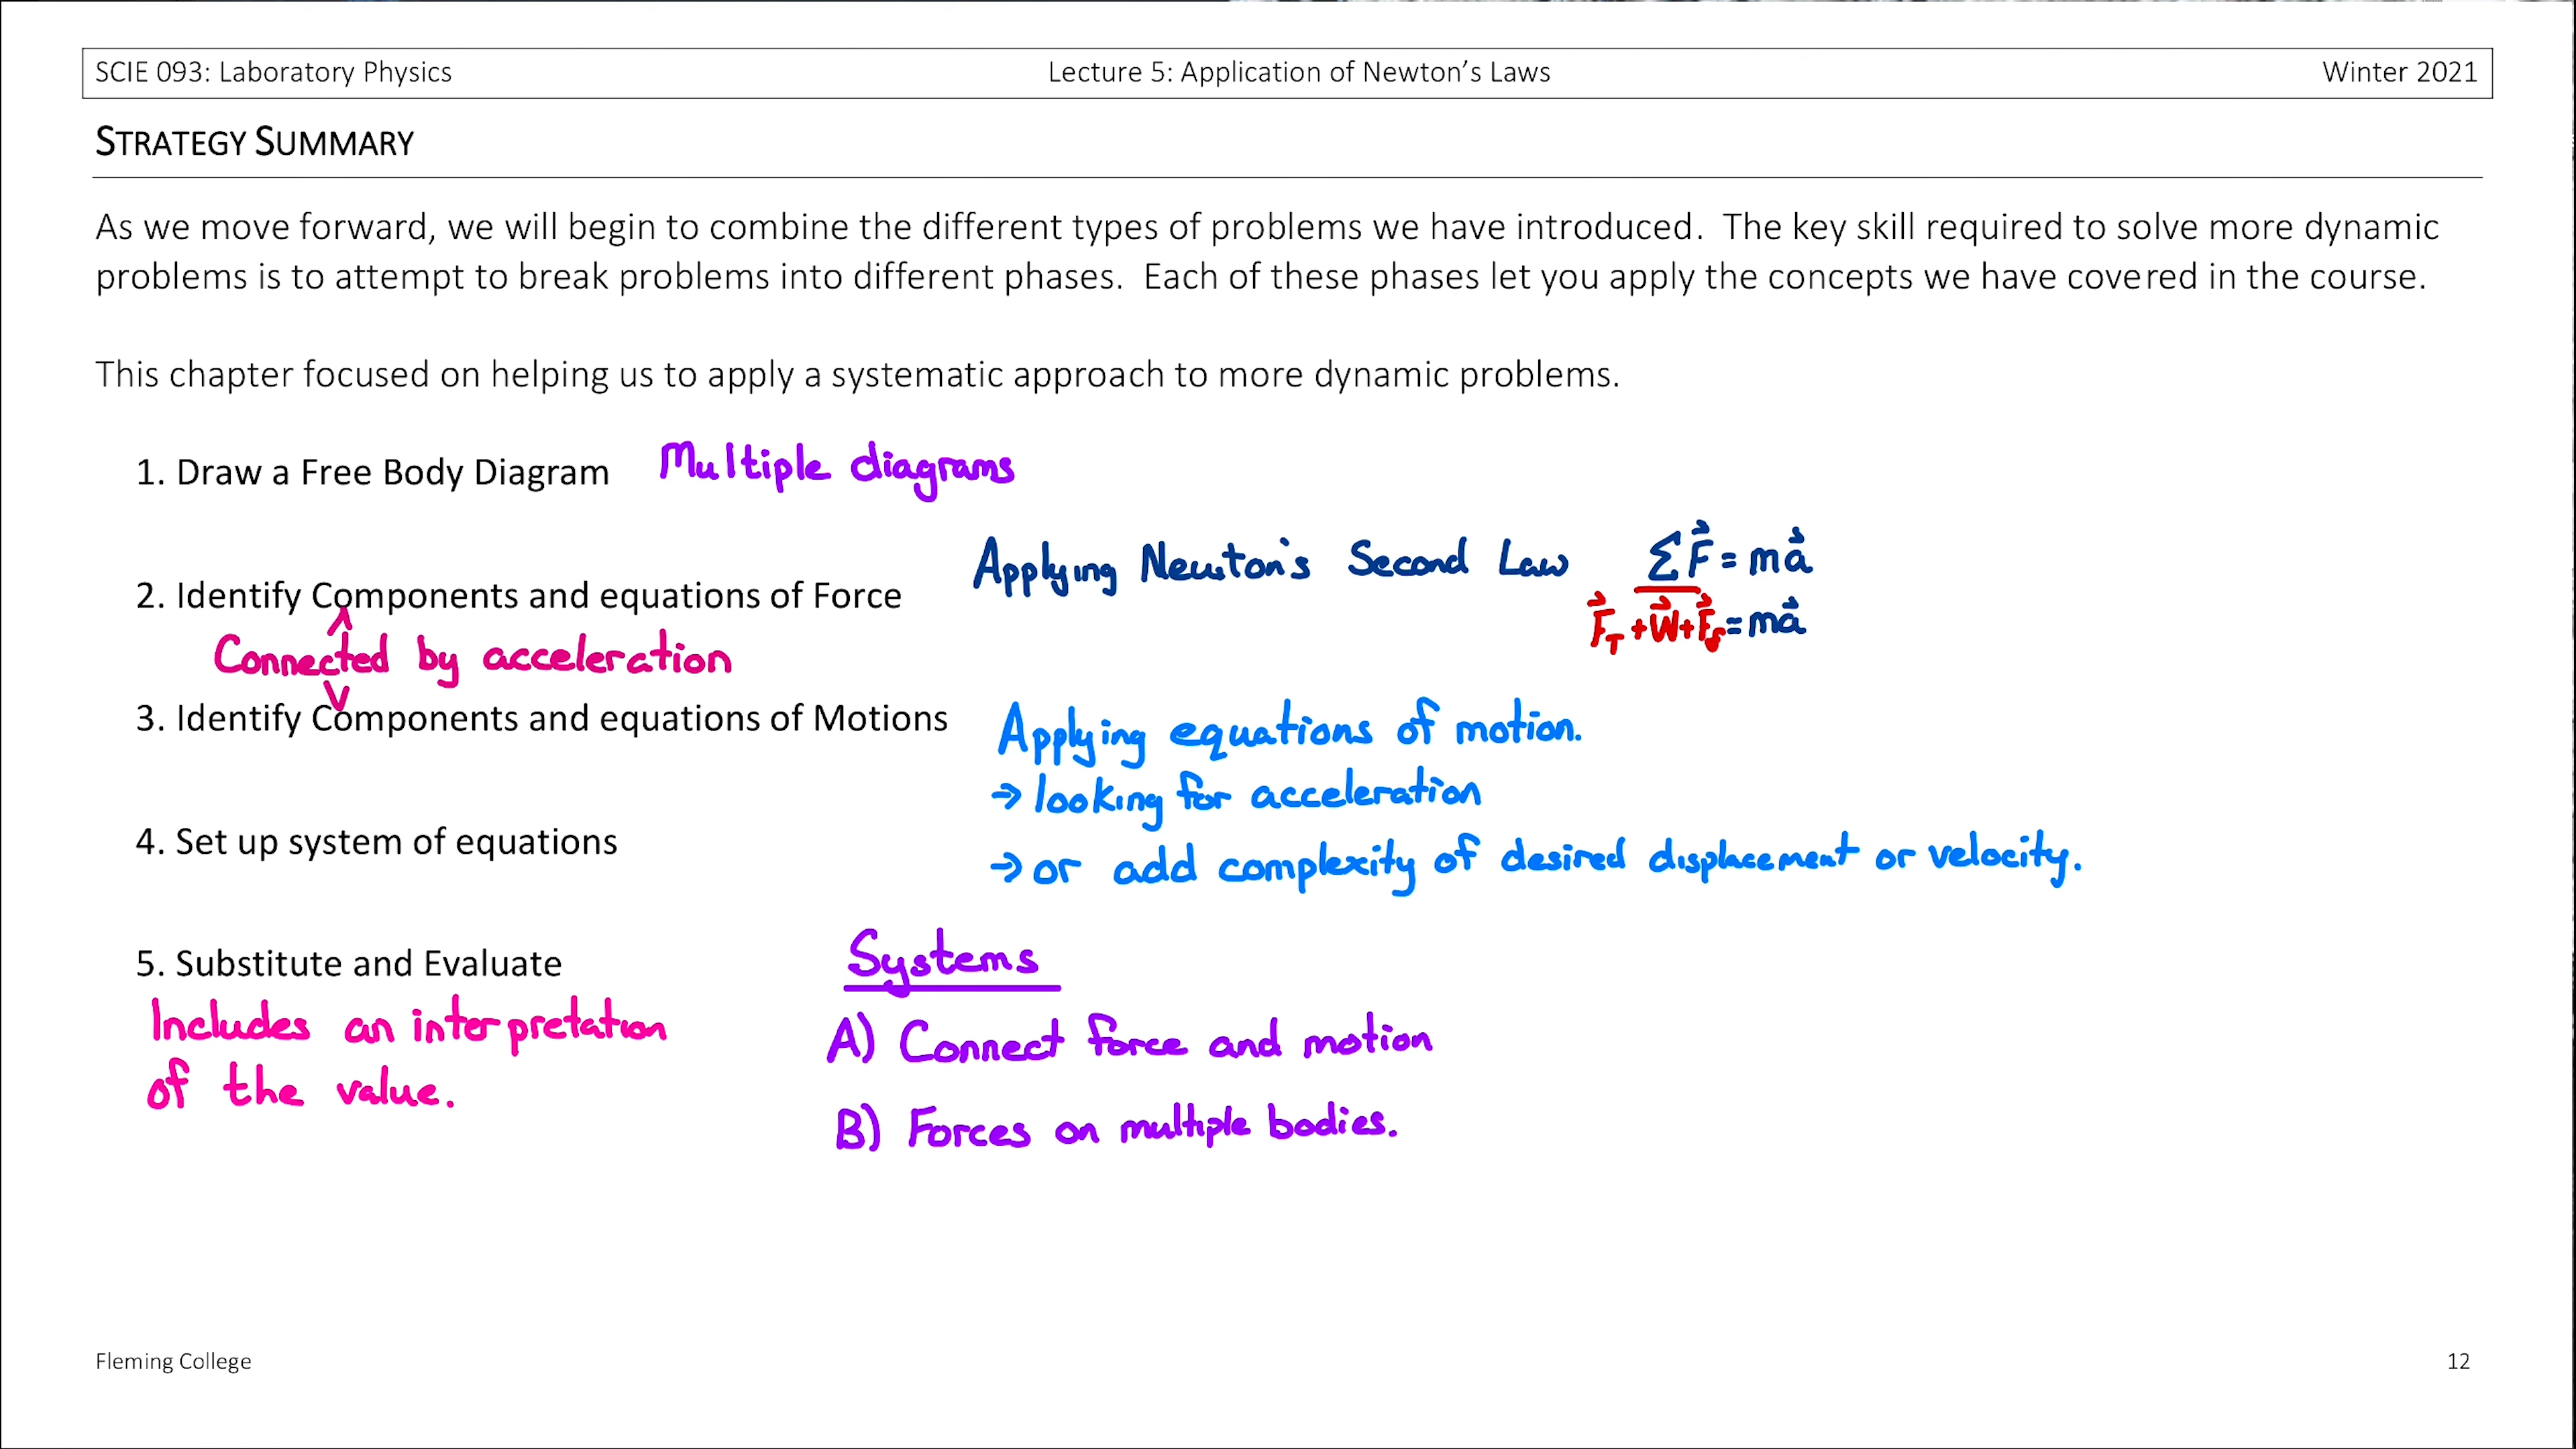 SCIE 093: Laboratory Physics Lecture 5: Application of Newton's Laws Winter 2021
STRATEGY SUMMARY
As we move forward, we will begin to combine the different types of problems we have introduced. The key skill required to solve more dynamic
problems is to attempt to break problems into different phases. Each of these phases let you apply the concepts we have covered in the course.
This chapter focused on helping us to apply a systematic approach to more dynamic problems.
1. Draw a Free Body Diagram Multiple diagrams
Applying Newton's Second Law Σ F⃗ = ma⃗
2. Identify Components and equations of Force
F⃗_T + W⃗ + F⃗_f = ma⃗
Connected by acceleration
3. Identify Components and equations of Motions Applying equations of motion.
→ looking for acceleration
4. Set up system of equations
→ or add complexity of desired displacement or velocity.
5. Substitute and Evaluate Systems
Includes an interpretation
A) Connect force and motion
of the value.
B) Forces on multiple bodies.
Fleming College 12